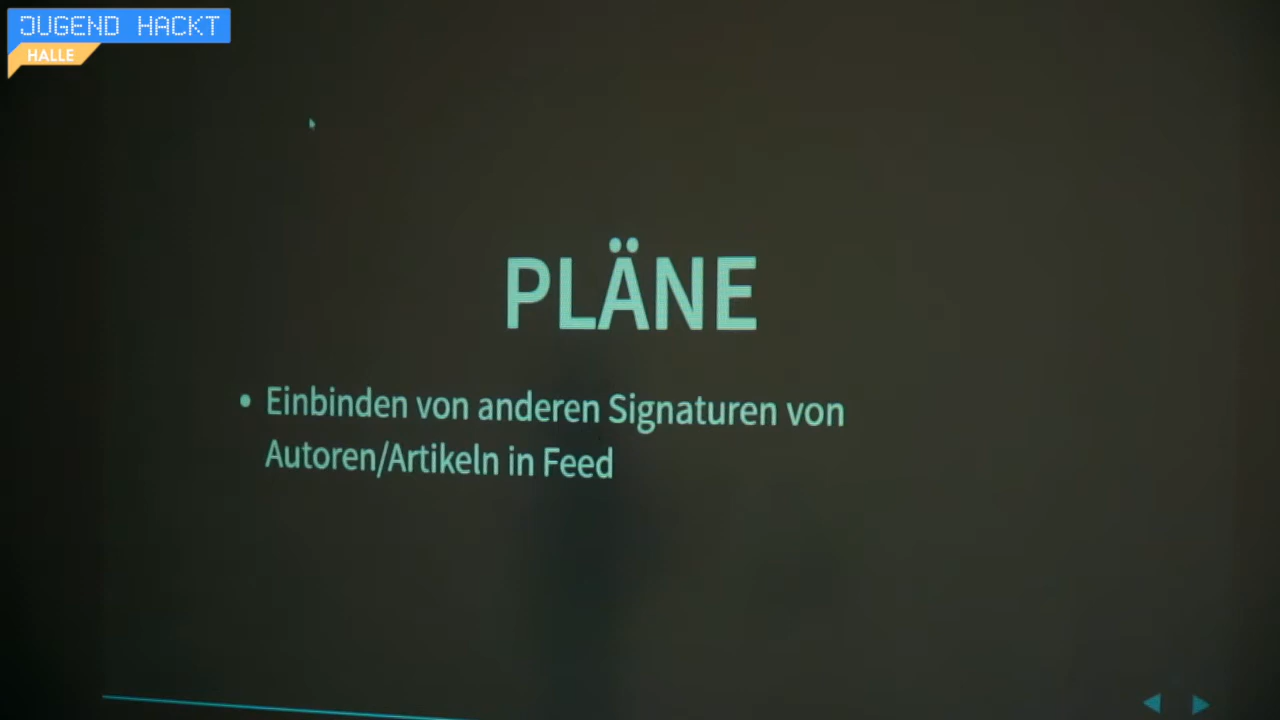 JUGEND HACKT
HALLE
PLÄNE
• Einbinden von anderen Signaturen von
Autoren/Artikeln in Feed